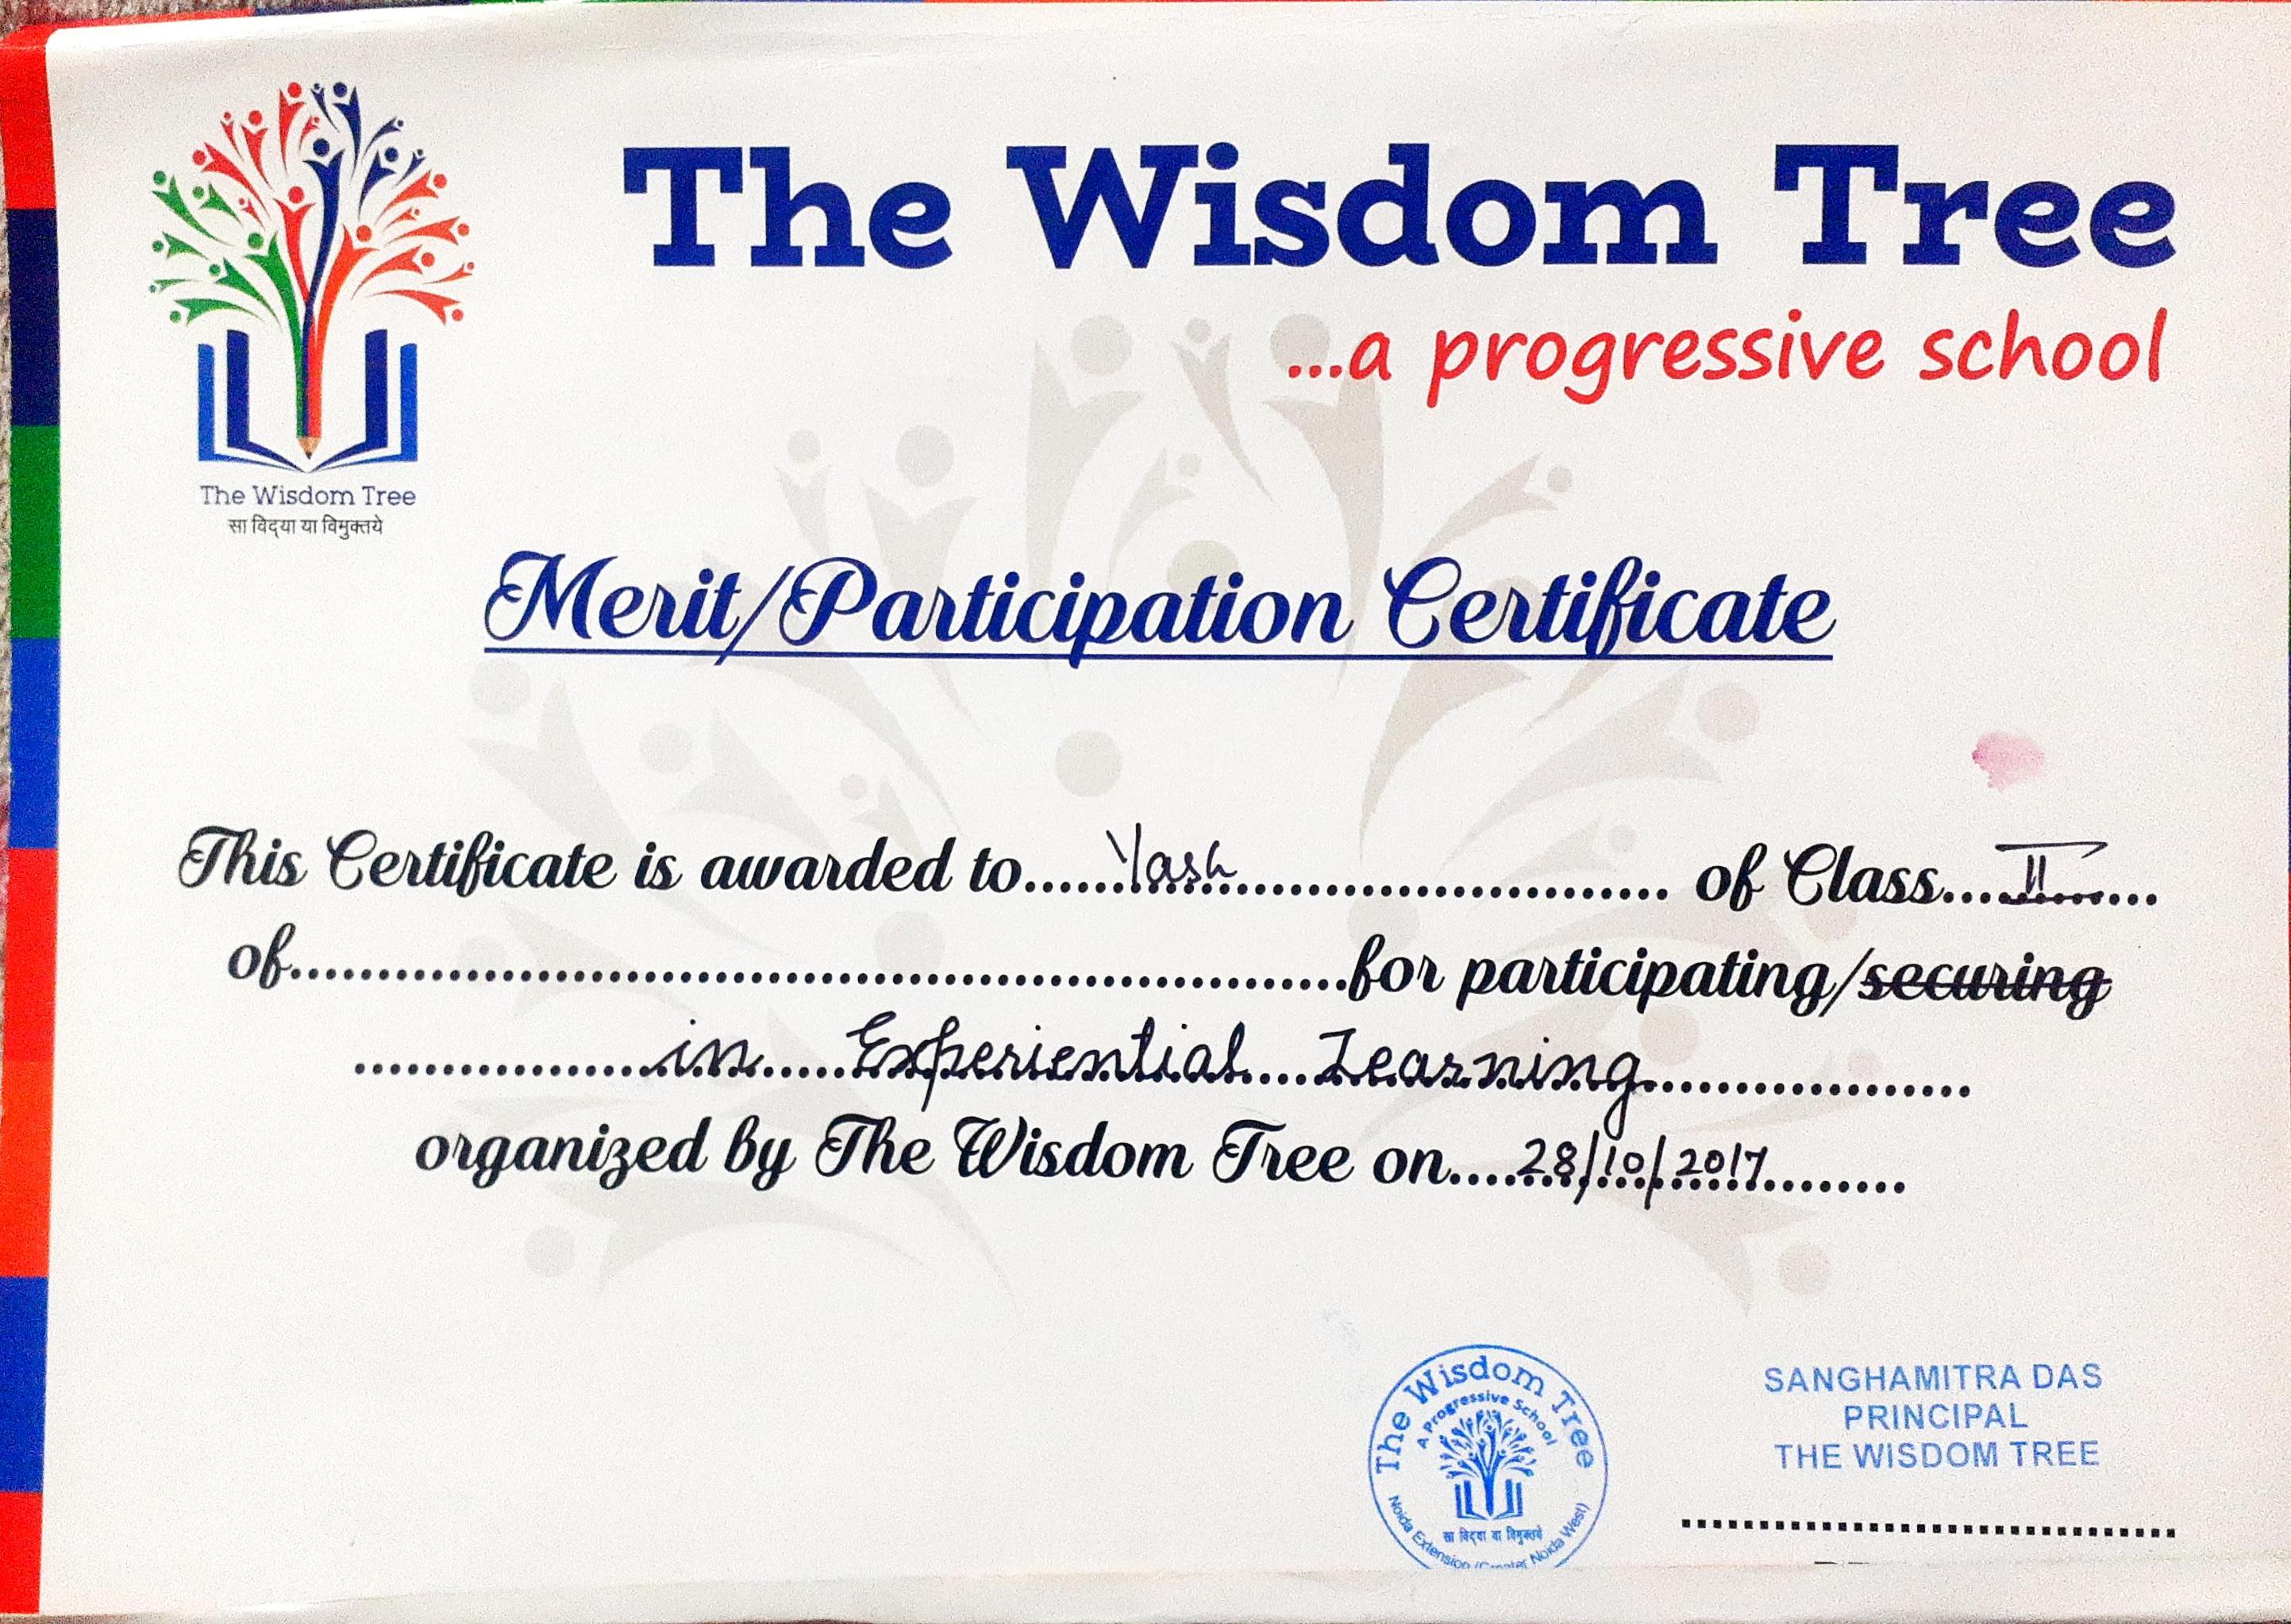 The Wisdom Tree
...a progressive school
The Wisdom Tree
सा विद्या या विमुक्तये
Merit/Participation Certificate
This Certificate is awarded to......Yash.................................... of Class....II......
of..................................................................for participating/securing
...................in.....Experiential....Learning.....................
organized by The Wisdom Tree on....28/10/2017.........
The Wisdom Tree
A Progressive School
सा विद्या या विमुक्तये
Noida Extension (Greater Noida West)
SANGHAMITRA DAS
PRINCIPAL
THE WISDOM TREE